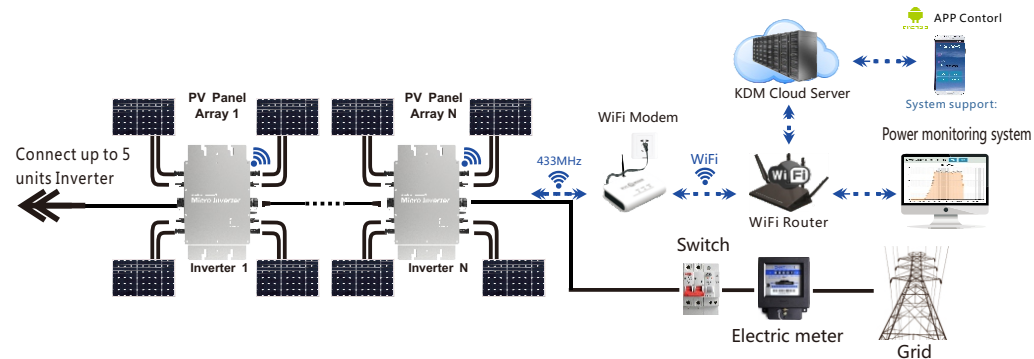 APP Contorl
KDM Cloud Server
System support:
PV Panel
Array 1
PV Panel
Array N
WiFi Modem
Power monitoring system
Connect up to 5
units Inverter
433MHz
WiFi
Wi Fi
Micro Inverter
Micro Inverter
WiFi Router
Inverter 1
Inverter N
Switch
Electric meter
Grid